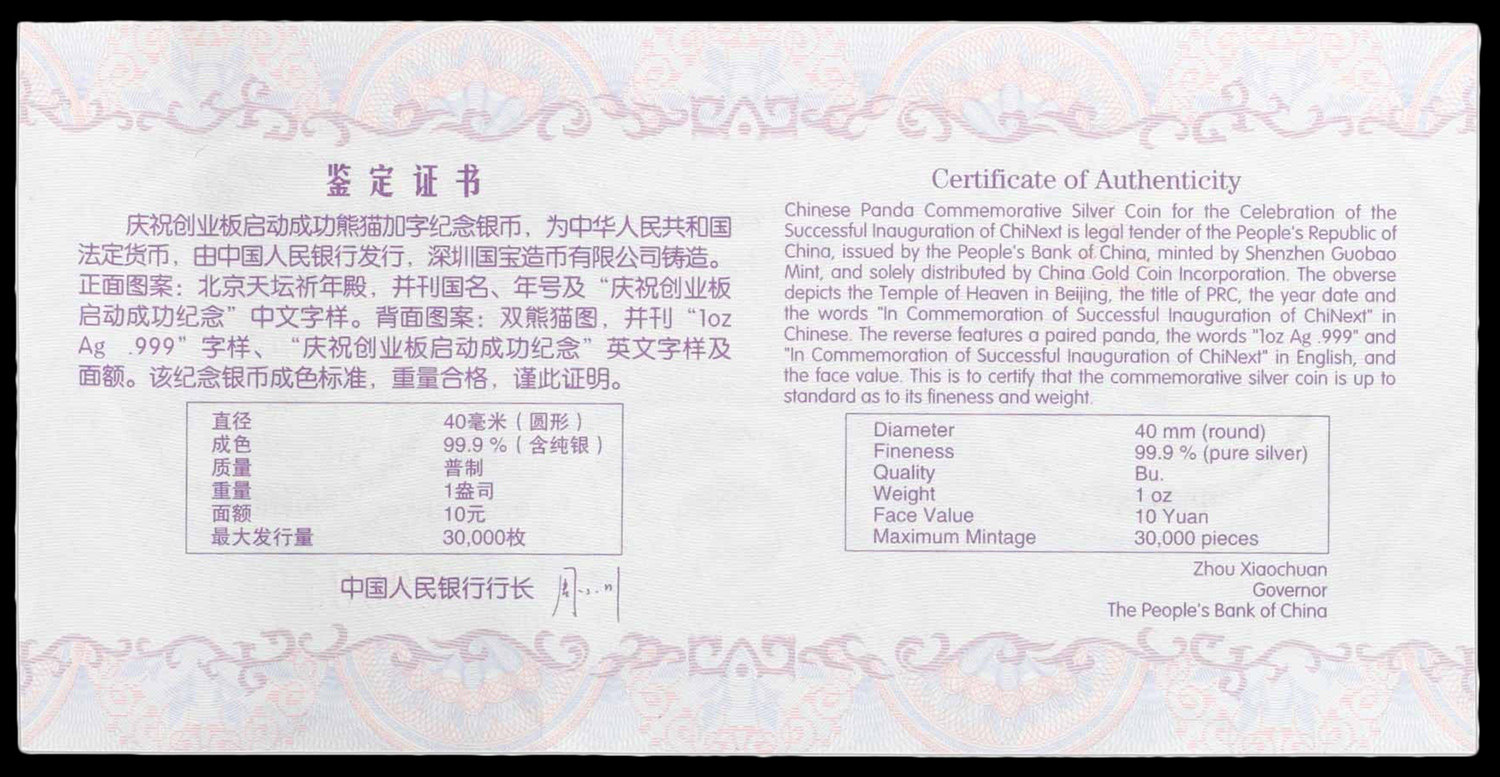 鉴定证书
庆祝创业板启动成功熊猫加字纪念银币，为中华人民共和国
法定货币，由中国人民银行发行，深圳国宝造币有限公司铸造。
正面图案：北京天坛祈年殿，并刊国名、年号及“庆祝创业板
启动成功纪念”中文字样。背面图案：双熊猫图，并刊“1oz
Ag .999”字样、“庆祝创业板启动成功纪念”英文字样及
面额。该纪念银币成色标准，重量合格，谨此证明。
直径 40毫米（圆形）
成色 99.9 %（含纯银）
质量 普制
重量 1盎司
面额 10元
最大发行量 30,000枚
中国人民银行行长
Certificate of Authenticity
Chinese Panda Commemorative Silver Coin for the Celebration of the
Successful Inauguration of ChiNext is legal tender of the People's Republic of
China, issued by the People's Bank of China, minted by Shenzhen Guobao
Mint, and solely distributed by China Gold Coin Incorporation. The obverse
depicts the Temple of Heaven in Beijing, the title of PRC, the year date and
the words "In Commemoration of Successful Inauguration of ChiNext" in
Chinese. The reverse features a paired panda, the words "1oz Ag .999" and
"In Commemoration of Successful Inauguration of ChiNext" in English, and
the face value. This is to certify that the commemorative silver coin is up to
standard as to its fineness and weight.
Diameter 40 mm (round)
Fineness 99.9 % (pure silver)
Quality Bu.
Weight 1 oz
Face Value 10 Yuan
Maximum Mintage 30,000 pieces
Zhou Xiaochuan
Governor
The People's Bank of China